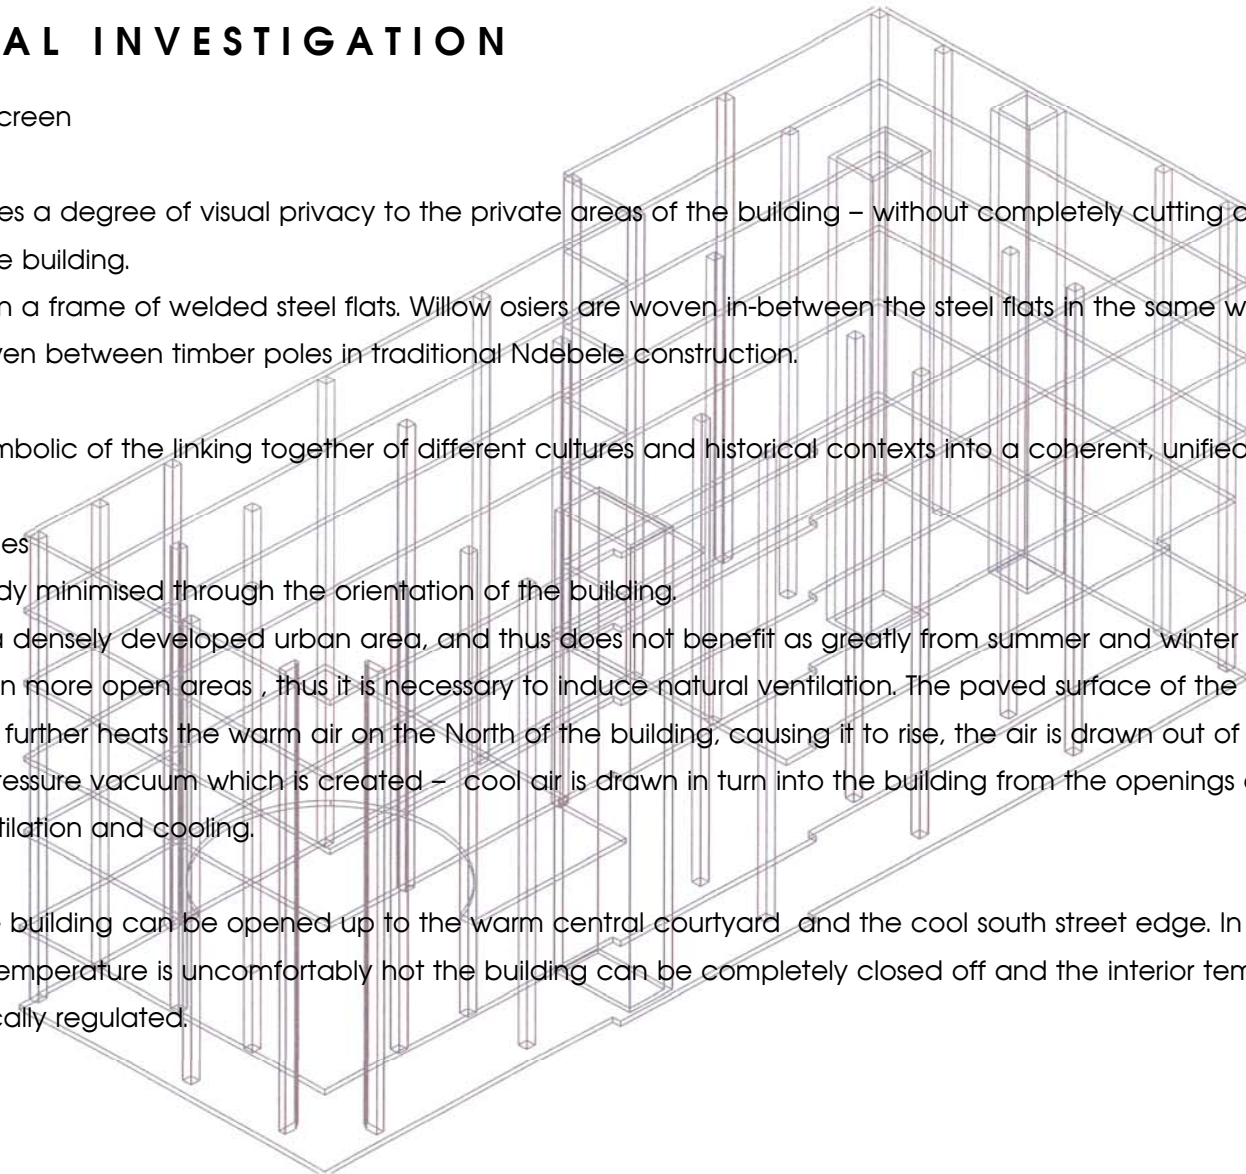 AL INVESTIGATION
creen
es a degree of visual privacy to the private areas of the building – without completely cutting
e building.
n a frame of welded steel flats. Willow osiers are woven in-between the steel flats in the same w
ven between timber poles in traditional Ndebele construction.
mbolic of the linking together of different cultures and historical contexts into a coherent, unified
es
dy minimised through the orientation of the building.
a densely developed urban area, and thus does not benefit as greatly from summer and winter
n more open areas , thus it is necessary to induce natural ventilation. The paved surface of the
further heats the warm air on the North of the building, causing it to rise, the air is drawn out of
ressure vacuum which is created – cool air is drawn in turn into the building from the openings
tilation and cooling.
e building can be opened up to the warm central courtyard and the cool south street edge. In
emperature is uncomfortably hot the building can be completely closed off and the interior tem
cally regulated.